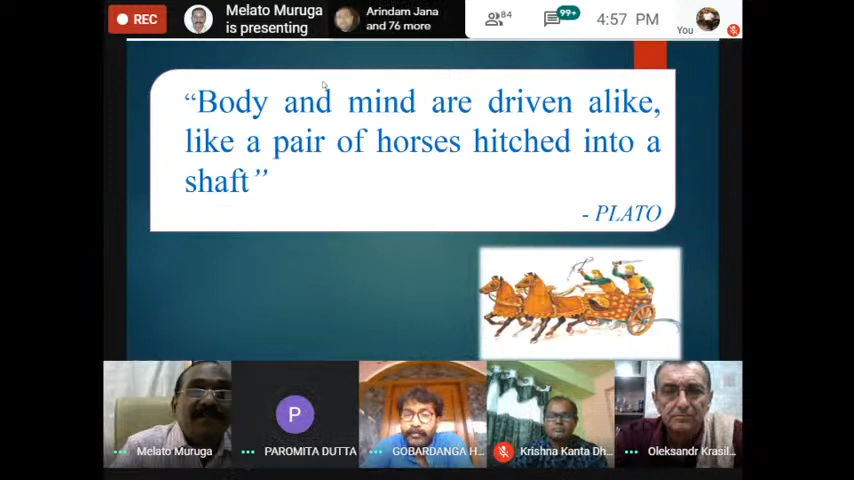 REC
Melato Muruga
is presenting
Arindam Jana
and 76 more
84
99+
4:57 PM
You
“Body and mind are driven alike,
like a pair of horses hitched into a
shaft”
- PLATO
P
Melato Muruga
PAROMITA DUTTA
GOBARDANGA H...
Krishna Kanta Dh...
Oleksandr Krasil...